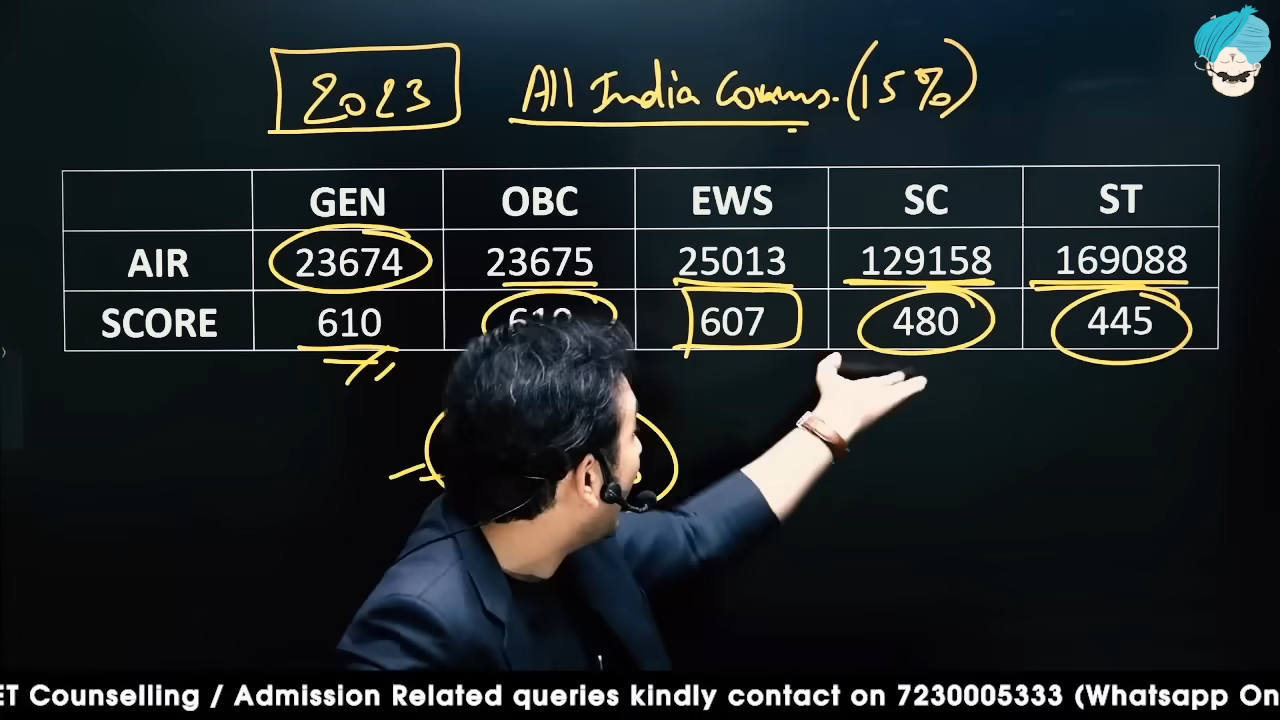 2023 All India Couns. (15%)
GEN OBC EWS SC ST
AIR 23674 23675 25013 129158 169088
SCORE 610 607 480 445
ET Counselling / Admission Related queries kindly contact on 7230005333 (Whatsapp On